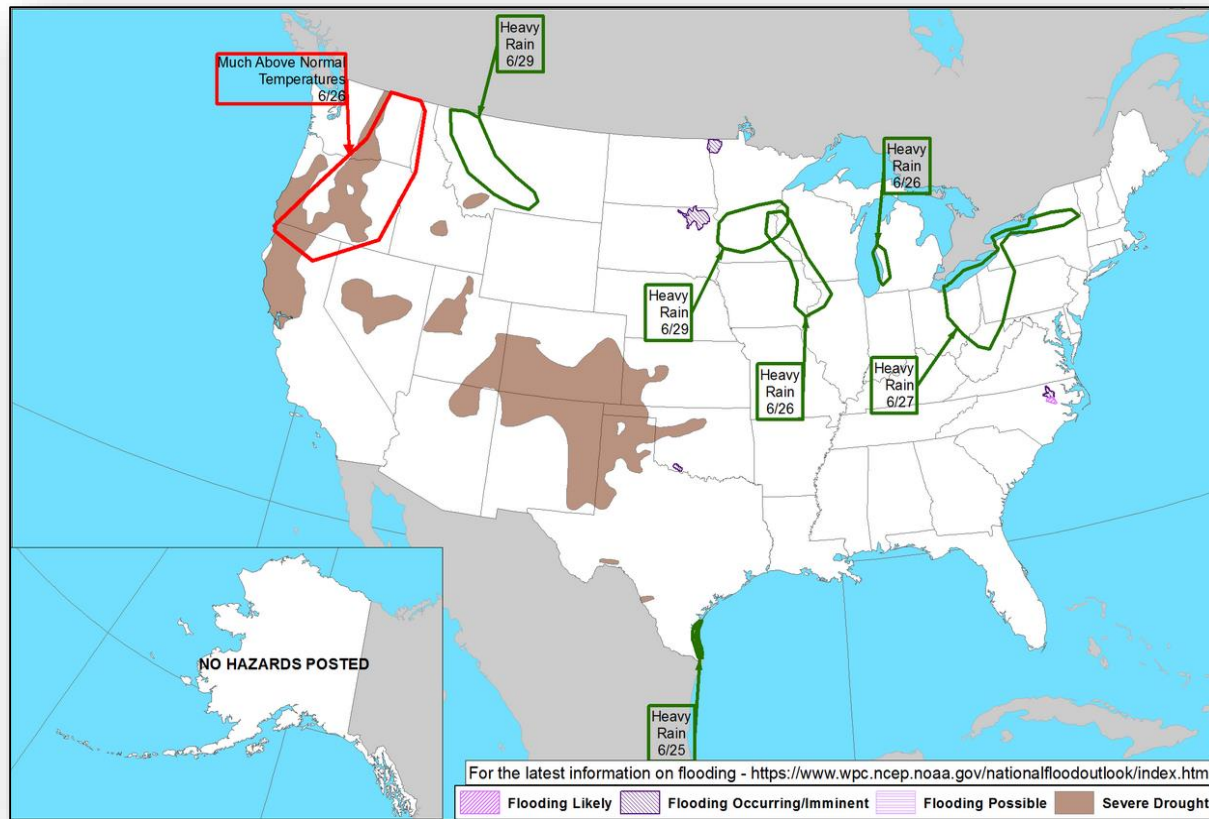 Heavy
Rain
6/29
Much Above Normal
Temperatures
6/26
Heavy
Rain
6/26
Heavy
Rain
6/29
Heavy
Rain
6/26
Heavy
Rain
6/27
NO HAZARDS POSTED
Heavy
Rain
6/25
For the latest information on flooding - https://www.wpc.ncep.noaa.gov/nationalfloodoutlook/index.htm
Flooding Likely
Flooding Occurring/Imminent
Flooding Possible
Severe Drought